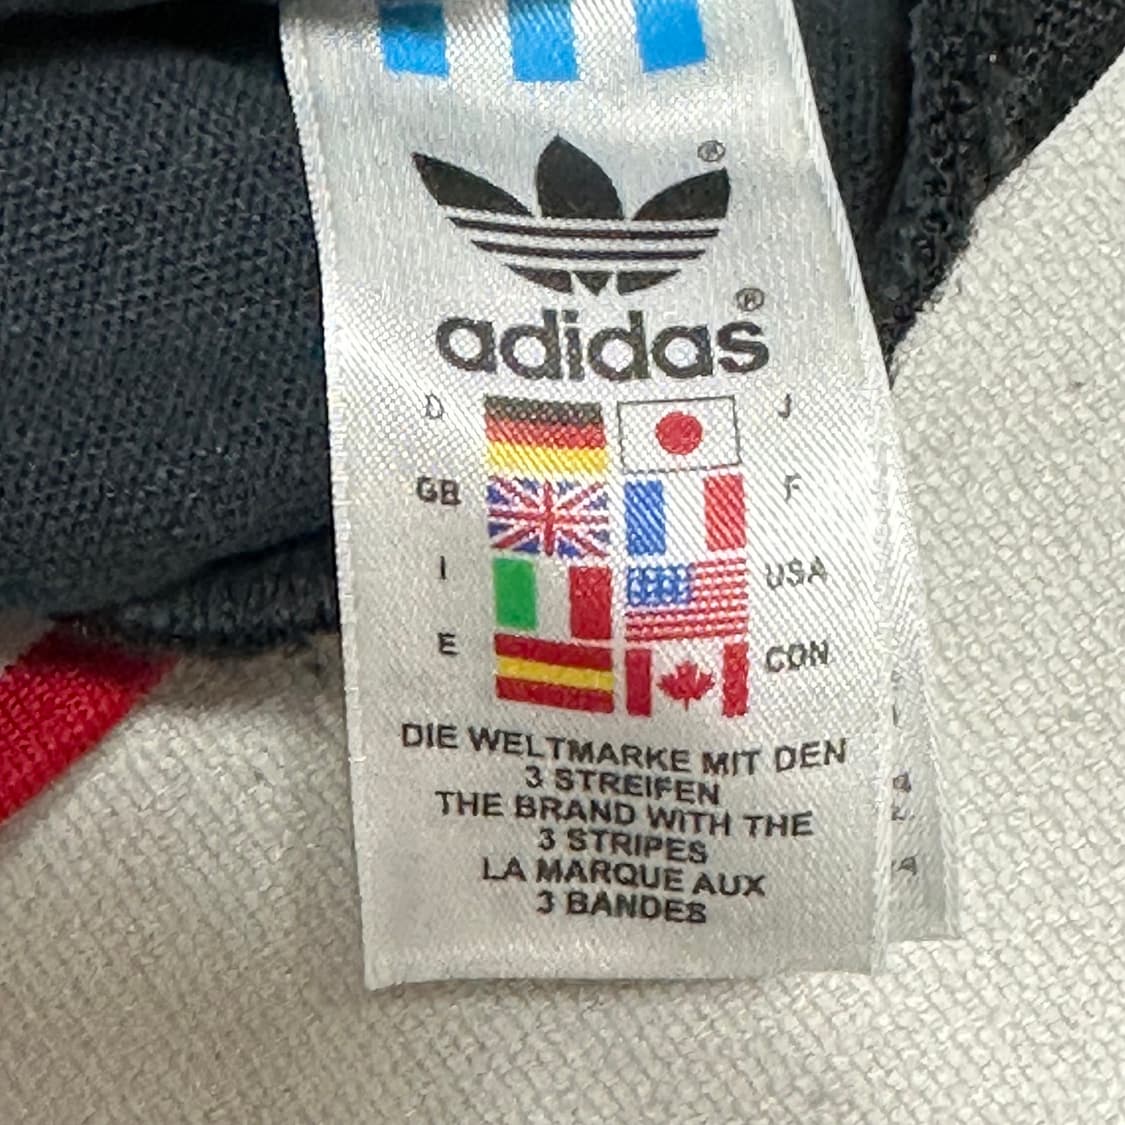 ®
adidas®
D J
GB F
I USA
E CON
DIE WELTMARKE MIT DEN
3 STREIFEN
THE BRAND WITH THE
3 STRIPES
LA MARQUE AUX
3 BANDES